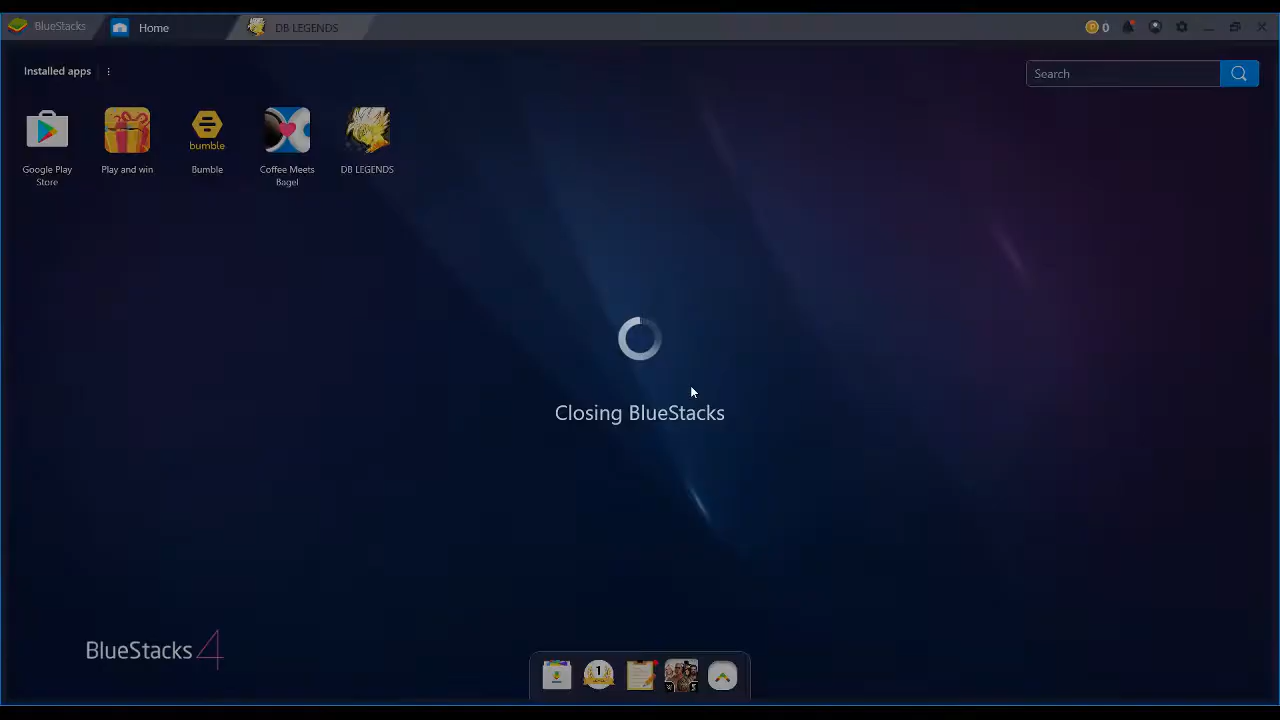 BlueStacks
Home
DB LEGENDS
0
Installed apps
Search
bumble
Google Play
Store
Play and win
Bumble
Coffee Meets
Bagel
DB LEGENDS
Closing BlueStacks
BlueStacks 4
1